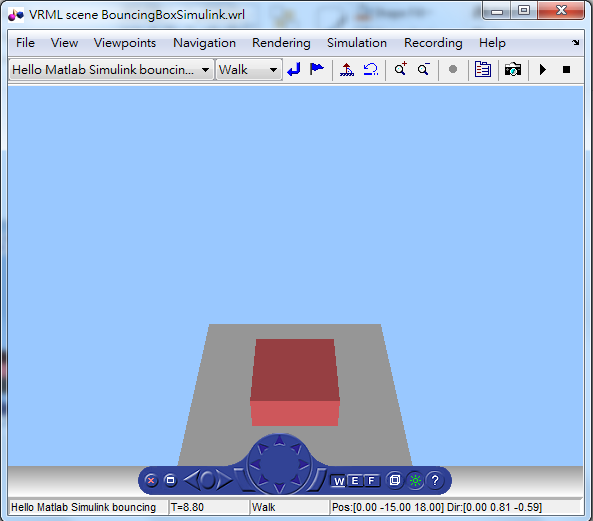 VRML scene BouncingBoxSimulink.wrl
File View Viewpoints Navigation Rendering Simulation Recording Help
Hello Matlab Simulink bouncin... Walk
W E F ?
Hello Matlab Simulink bouncing T=8.80 Walk Pos:[0.00 -15.00 18.00] Dir:[0.00 0.81 -0.59]